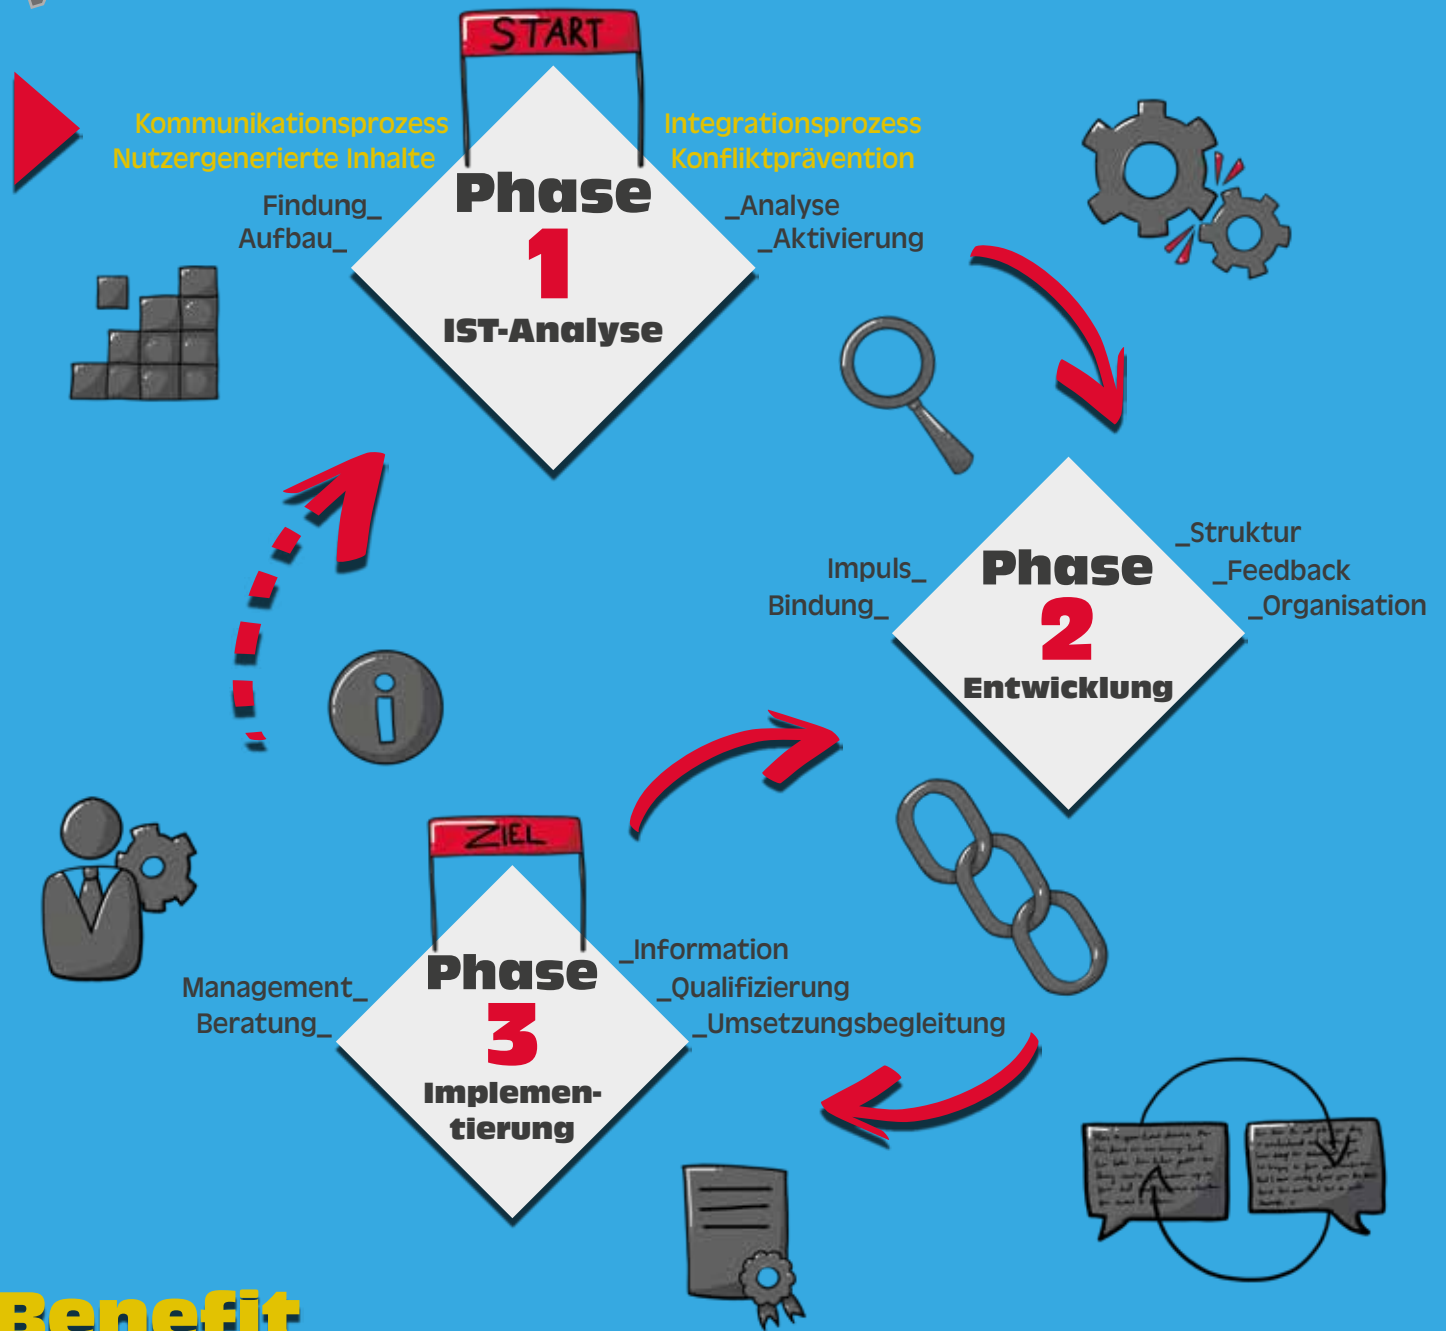 START
Kommunikationsprozess
Nutzergenerierte Inhalte
Integrationsprozess
Konfliktprävention
Findung_
Aufbau_
Phase
1
IST-Analyse
_Analyse
_Aktivierung
Impuls_
Bindung_
Phase
2
Entwicklung
_Struktur
_Feedback
_Organisation
ZIEL
Management_
Beratung_
Phase
3
Implemen-
tierung
_Information
_Qualifizierung
_Umsetzungsbegleitung
Benefit